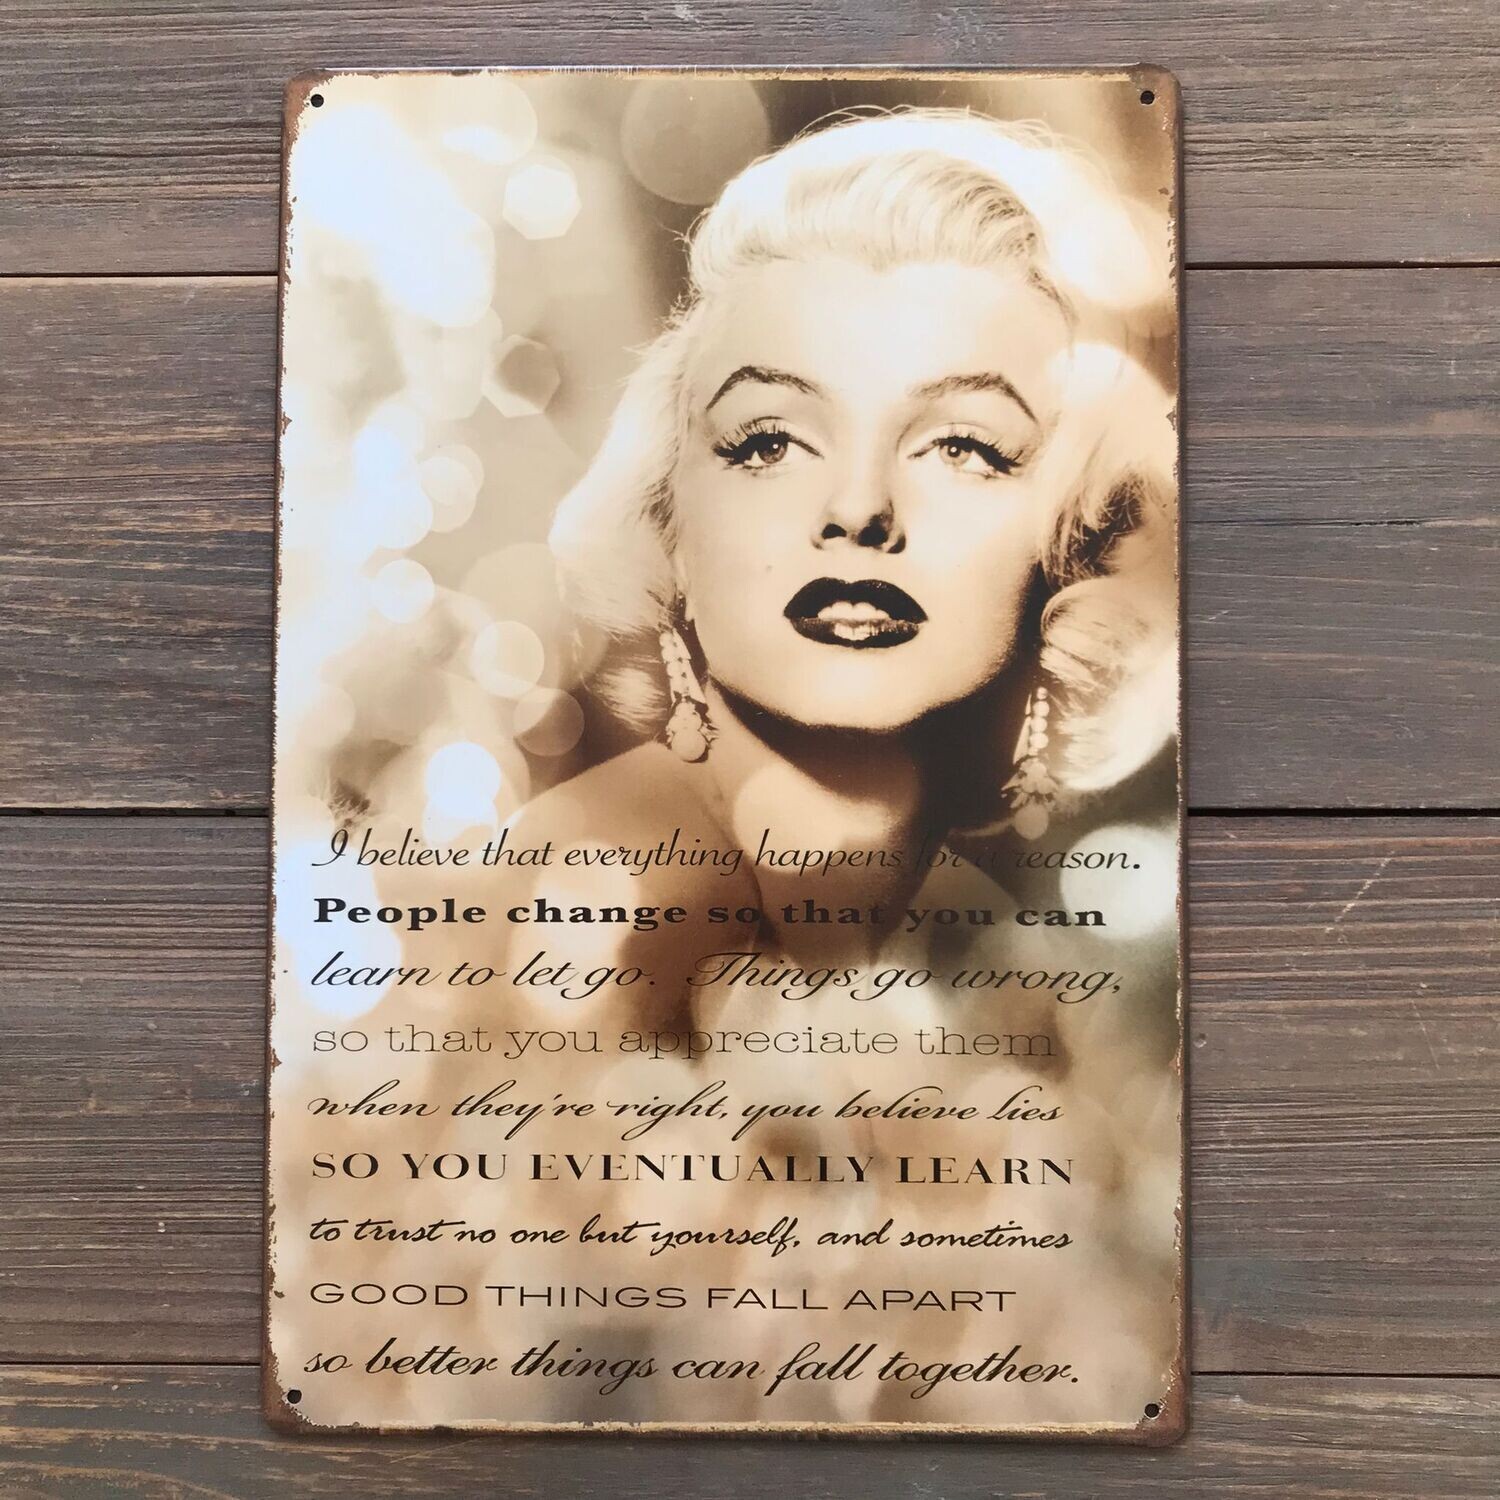 I believe that everything happens for a reason.
People change so that you can
learn to let go. Things go wrong,
so that you appreciate them
when they're right, you believe lies
SO YOU EVENTUALLY LEARN
to trust no one but yourself, and sometimes
GOOD THINGS FALL APART
so better things can fall together.